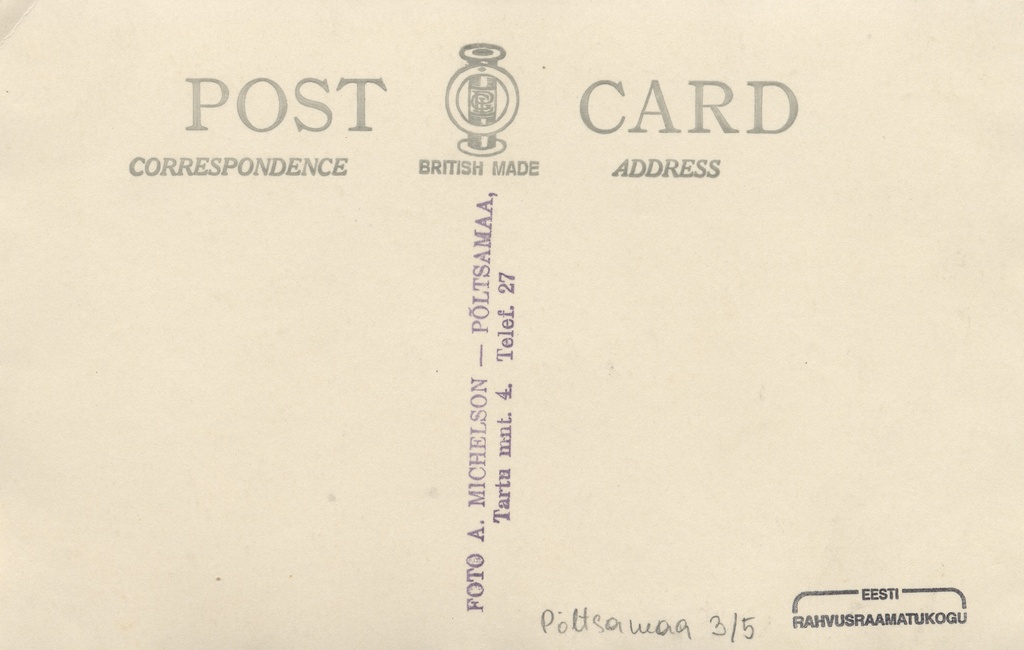 POST CARD
CORRESPONDENCE BRITISH MADE ADDRESS
FOTO A. MICHELSON — PÕLTSAMAA,
Tartu mnt. 4. Telef. 27
Põltsamaa 3/5
EESTI
RAHVUSRAAMATUKOGU